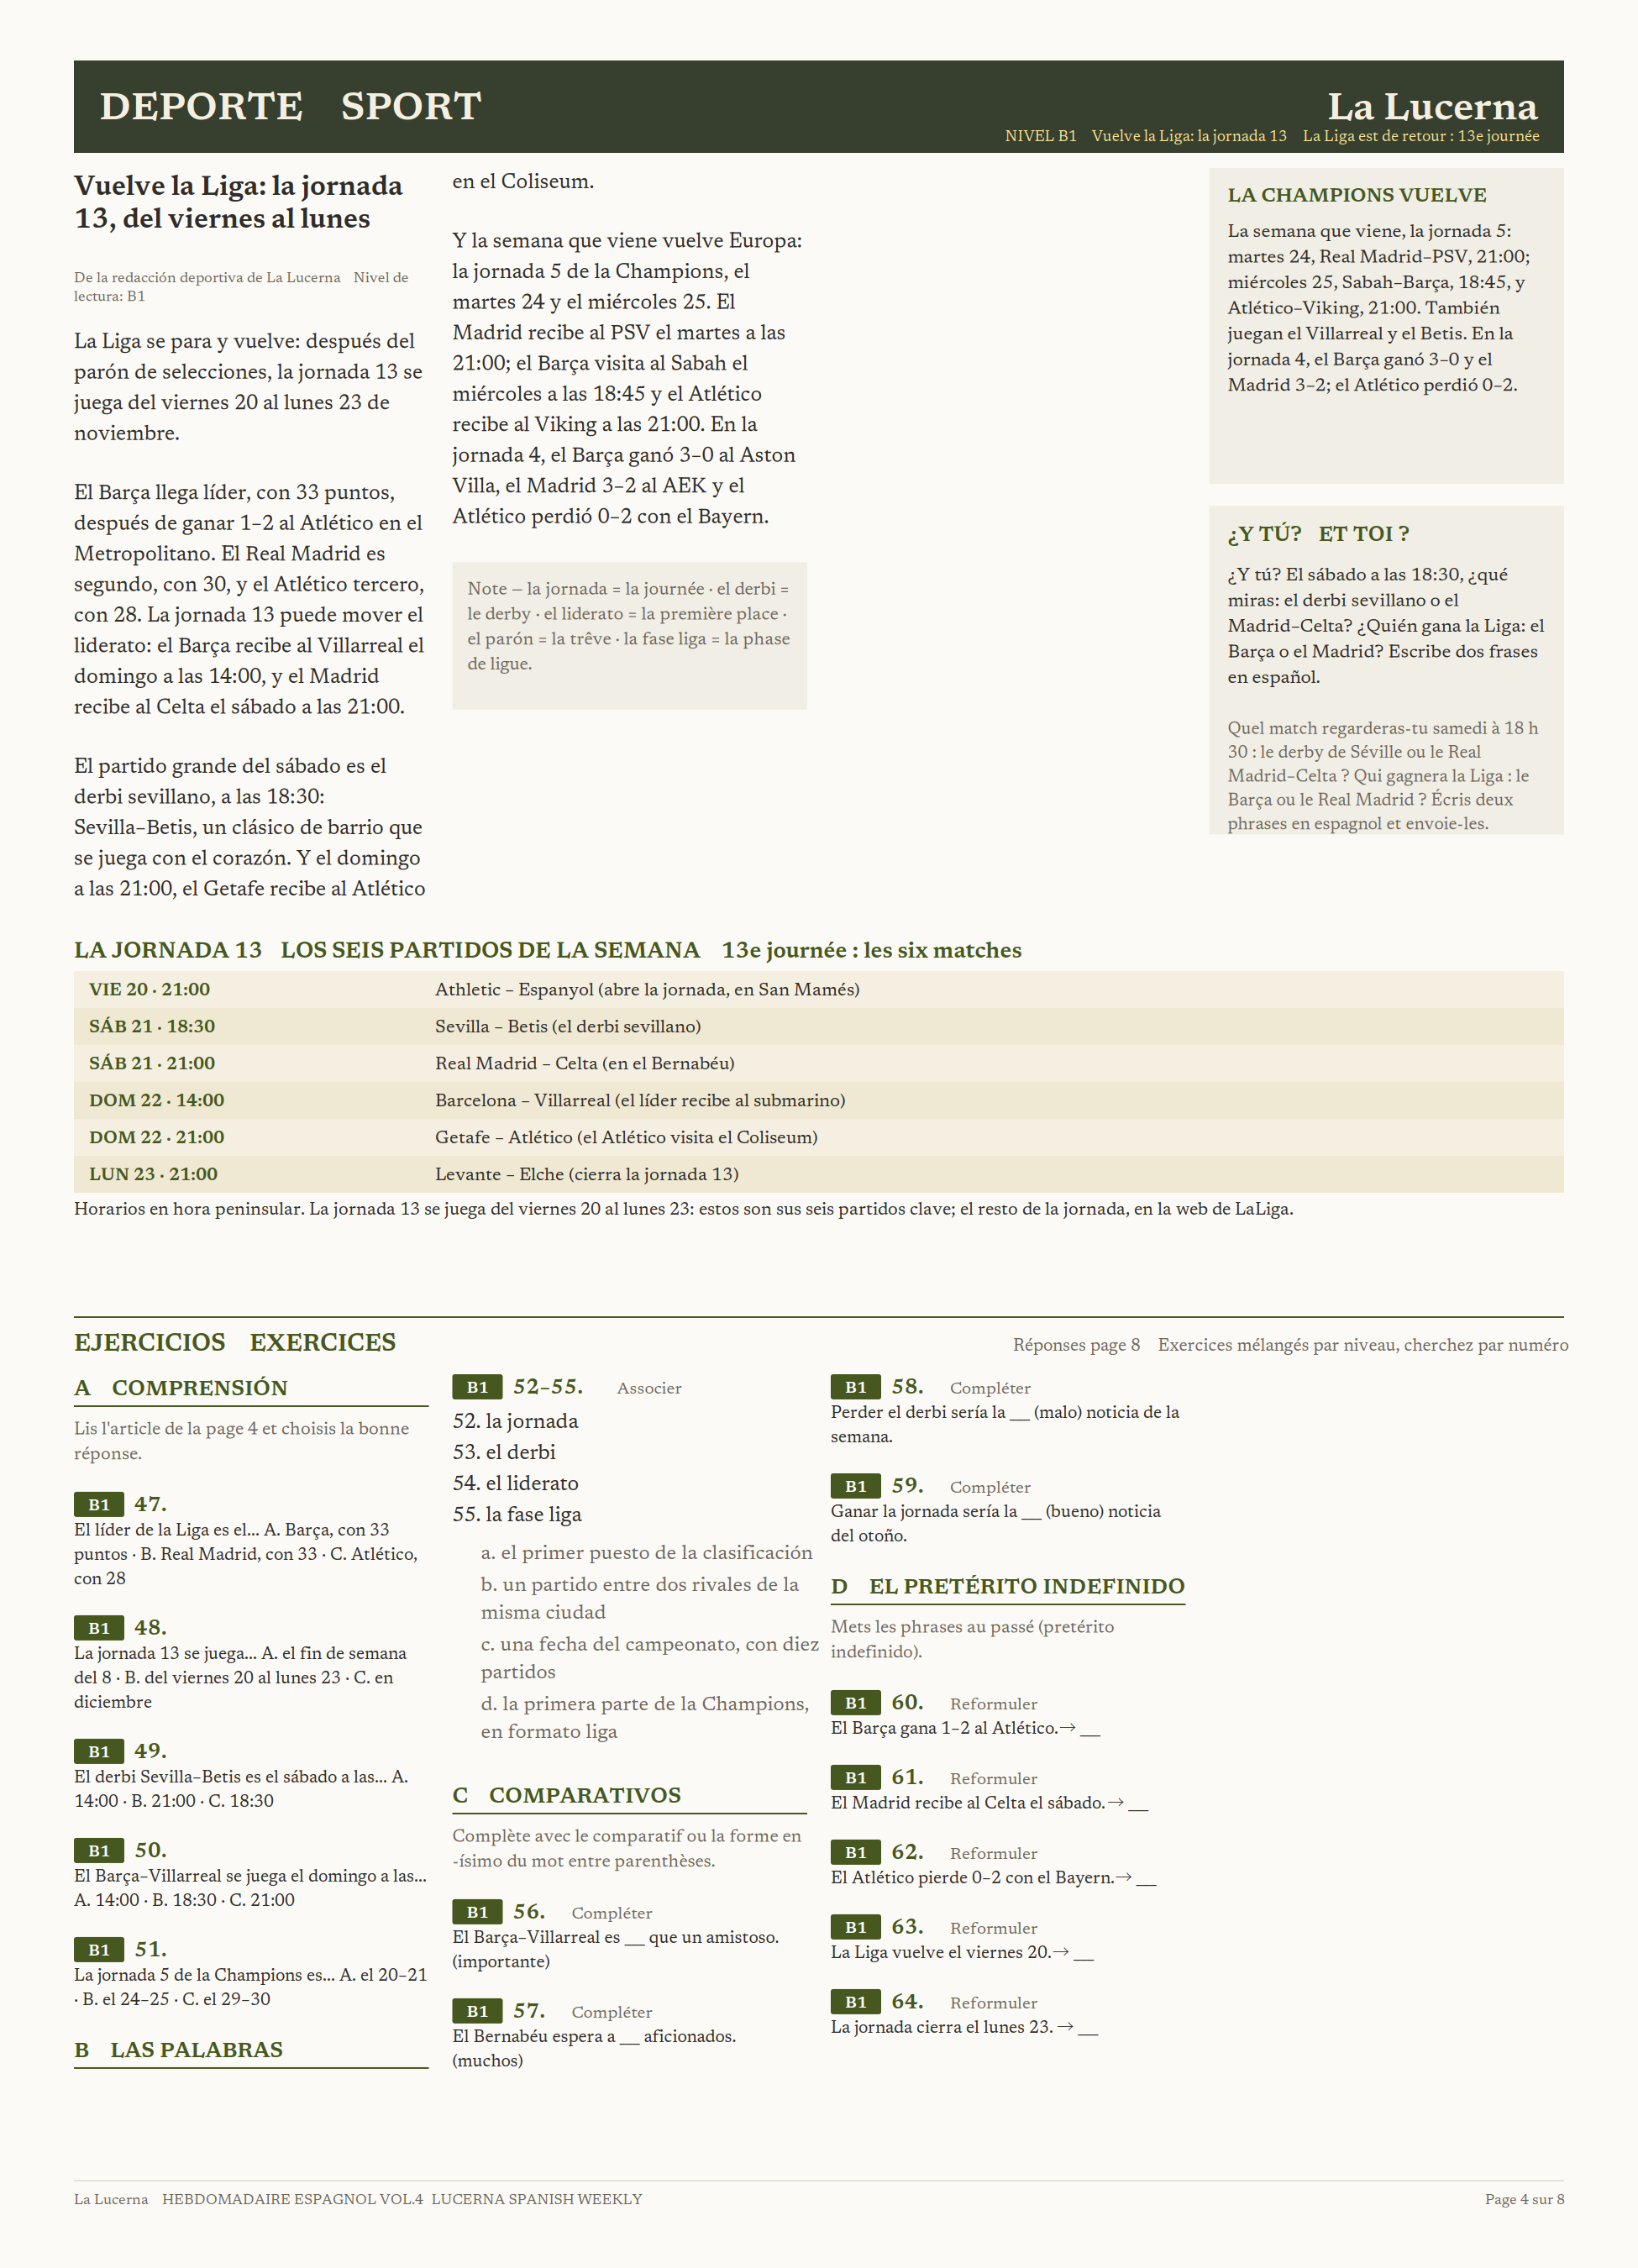 DEPORTE SPORT
La Lucerna
NIVEL B1 Vuelve la Liga: la jornada 13 La Liga est de retour : 13e journée
Vuelve la Liga: la jornada
13, del viernes al lunes
De la redacción deportiva de La Lucerna Nivel de
lectura: B1
La Liga se para y vuelve: después del
parón de selecciones, la jornada 13 se
juega del viernes 20 al lunes 23 de
noviembre.
El Barça llega líder, con 33 puntos,
después de ganar 1–2 al Atlético en el
Metropolitano. El Real Madrid es
segundo, con 30, y el Atlético tercero,
con 28. La jornada 13 puede mover el
liderato: el Barça recibe al Villarreal el
domingo a las 14:00, y el Madrid
recibe al Celta el sábado a las 21:00.
El partido grande del sábado es el
derbi sevillano, a las 18:30:
Sevilla–Betis, un clásico de barrio que
se juega con el corazón. Y el domingo
a las 21:00, el Getafe recibe al Atlético
en el Coliseum.
Y la semana que viene vuelve Europa:
la jornada 5 de la Champions, el
martes 24 y el miércoles 25. El
Madrid recibe al PSV el martes a las
21:00; el Barça visita al Sabah el
miércoles a las 18:45 y el Atlético
recibe al Viking a las 21:00. En la
jornada 4, el Barça ganó 3–0 al Aston
Villa, el Madrid 3–2 al AEK y el
Atlético perdió 0–2 con el Bayern.
Note — la jornada = la journée · el derbi =
le derby · el liderato = la première place ·
el parón = la trêve · la fase liga = la phase
de ligue.
LA CHAMPIONS VUELVE
La semana que viene, la jornada 5:
martes 24, Real Madrid–PSV, 21:00;
miércoles 25, Sabah–Barça, 18:45, y
Atlético–Viking, 21:00. También
juegan el Villarreal y el Betis. En la
jornada 4, el Barça ganó 3–0 y el
Madrid 3–2; el Atlético perdió 0–2.
¿Y TÚ? ET TOI ?
¿Y tú? El sábado a las 18:30, ¿qué
miras: el derbi sevillano o el
Madrid–Celta? ¿Quién gana la Liga: el
Barça o el Madrid? Escribe dos frases
en español.
Quel match regarderas-tu samedi à 18 h
30 : le derby de Séville ou le Real
Madrid–Celta ? Qui gagnera la Liga : le
Barça ou le Real Madrid ? Écris deux
phrases en espagnol et envoie-les.
LA JORNADA 13 LOS SEIS PARTIDOS DE LA SEMANA 13e journée : les six matches
VIE 20 · 21:00 Athletic – Espanyol (abre la jornada, en San Mamés)
SÁB 21 · 18:30 Sevilla – Betis (el derbi sevillano)
SÁB 21 · 21:00 Real Madrid – Celta (en el Bernabéu)
DOM 22 · 14:00 Barcelona – Villarreal (el líder recibe al submarino)
DOM 22 · 21:00 Getafe – Atlético (el Atlético visita el Coliseum)
LUN 23 · 21:00 Levante – Elche (cierra la jornada 13)
Horarios en hora peninsular. La jornada 13 se juega del viernes 20 al lunes 23: estos son sus seis partidos clave; el resto de la jornada, en la web de LaLiga.
EJERCICIOS EXERCICES
Réponses page 8 Exercices mélangés par niveau, cherchez par numéro
A COMPRENSIÓN
Lis l'article de la page 4 et choisis la bonne
réponse.
B1 47.
El líder de la Liga es el… A. Barça, con 33
puntos · B. Real Madrid, con 33 · C. Atlético,
con 28
B1 48.
La jornada 13 se juega… A. el fin de semana
del 8 · B. del viernes 20 al lunes 23 · C. en
diciembre
B1 49.
El derbi Sevilla–Betis es el sábado a las… A.
14:00 · B. 21:00 · C. 18:30
B1 50.
El Barça–Villarreal se juega el domingo a las…
A. 14:00 · B. 18:30 · C. 21:00
B1 51.
La jornada 5 de la Champions es… A. el 20–21
· B. el 24–25 · C. el 29–30
B LAS PALABRAS
B1 52–55. Associer
52. la jornada
53. el derbi
54. el liderato
55. la fase liga
a. el primer puesto de la clasificación
b. un partido entre dos rivales de la
misma ciudad
c. una fecha del campeonato, con diez
partidos
d. la primera parte de la Champions,
en formato liga
C COMPARATIVOS
Complète avec le comparatif ou la forme en
-ísimo du mot entre parenthèses.
B1 56. Compléter
El Barça–Villarreal es __ que un amistoso.
(importante)
B1 57. Compléter
El Bernabéu espera a __ aficionados.
(muchos)
B1 58. Compléter
Perder el derbi sería la __ (malo) noticia de la
semana.
B1 59. Compléter
Ganar la jornada sería la __ (bueno) noticia
del otoño.
D EL PRETÉRITO INDEFINIDO
Mets les phrases au passé (pretérito
indefinido).
B1 60. Reformuler
El Barça gana 1–2 al Atlético.→ __
B1 61. Reformuler
El Madrid recibe al Celta el sábado.→ __
B1 62. Reformuler
El Atlético pierde 0–2 con el Bayern.→ __
B1 63. Reformuler
La Liga vuelve el viernes 20.→ __
B1 64. Reformuler
La jornada cierra el lunes 23. → __
La Lucerna HEBDOMADAIRE ESPAGNOL VOL.4 LUCERNA SPANISH WEEKLY
Page 4 sur 8